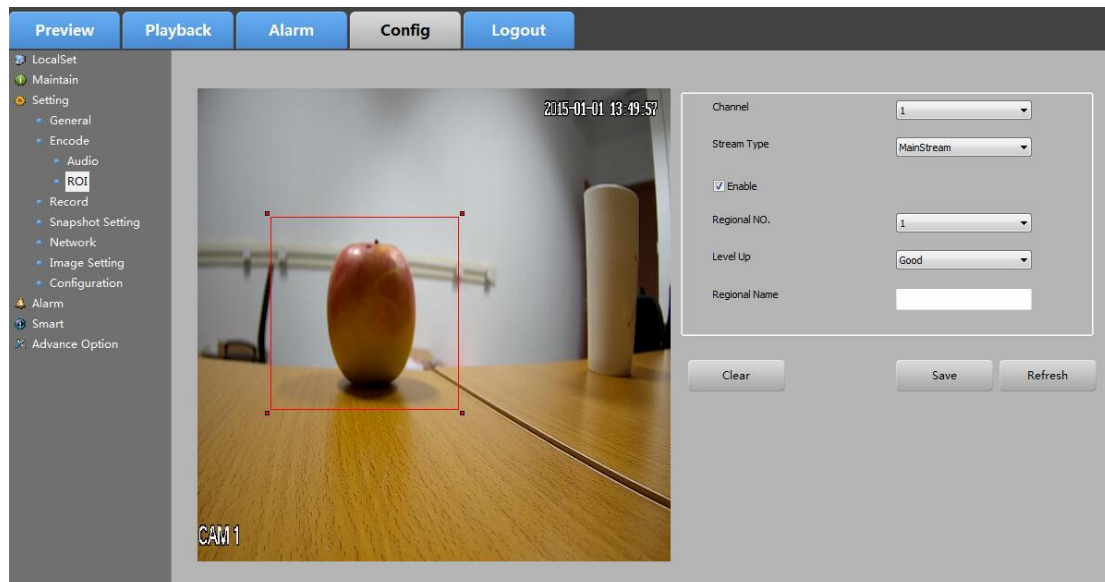 Preview Playback Alarm Config Logout
LocalSet
Maintain
Setting
General
Encode
Audio
ROI
Record
Snapshot Setting
Network
Image Setting
Configuration
Alarm
Smart
Advance Option
2015-01-01 13:49:57
CAM 1
Channel 1
Stream Type MainStream
Enable
Regional NO. 1
Level Up Good
Regional Name
Clear Save Refresh